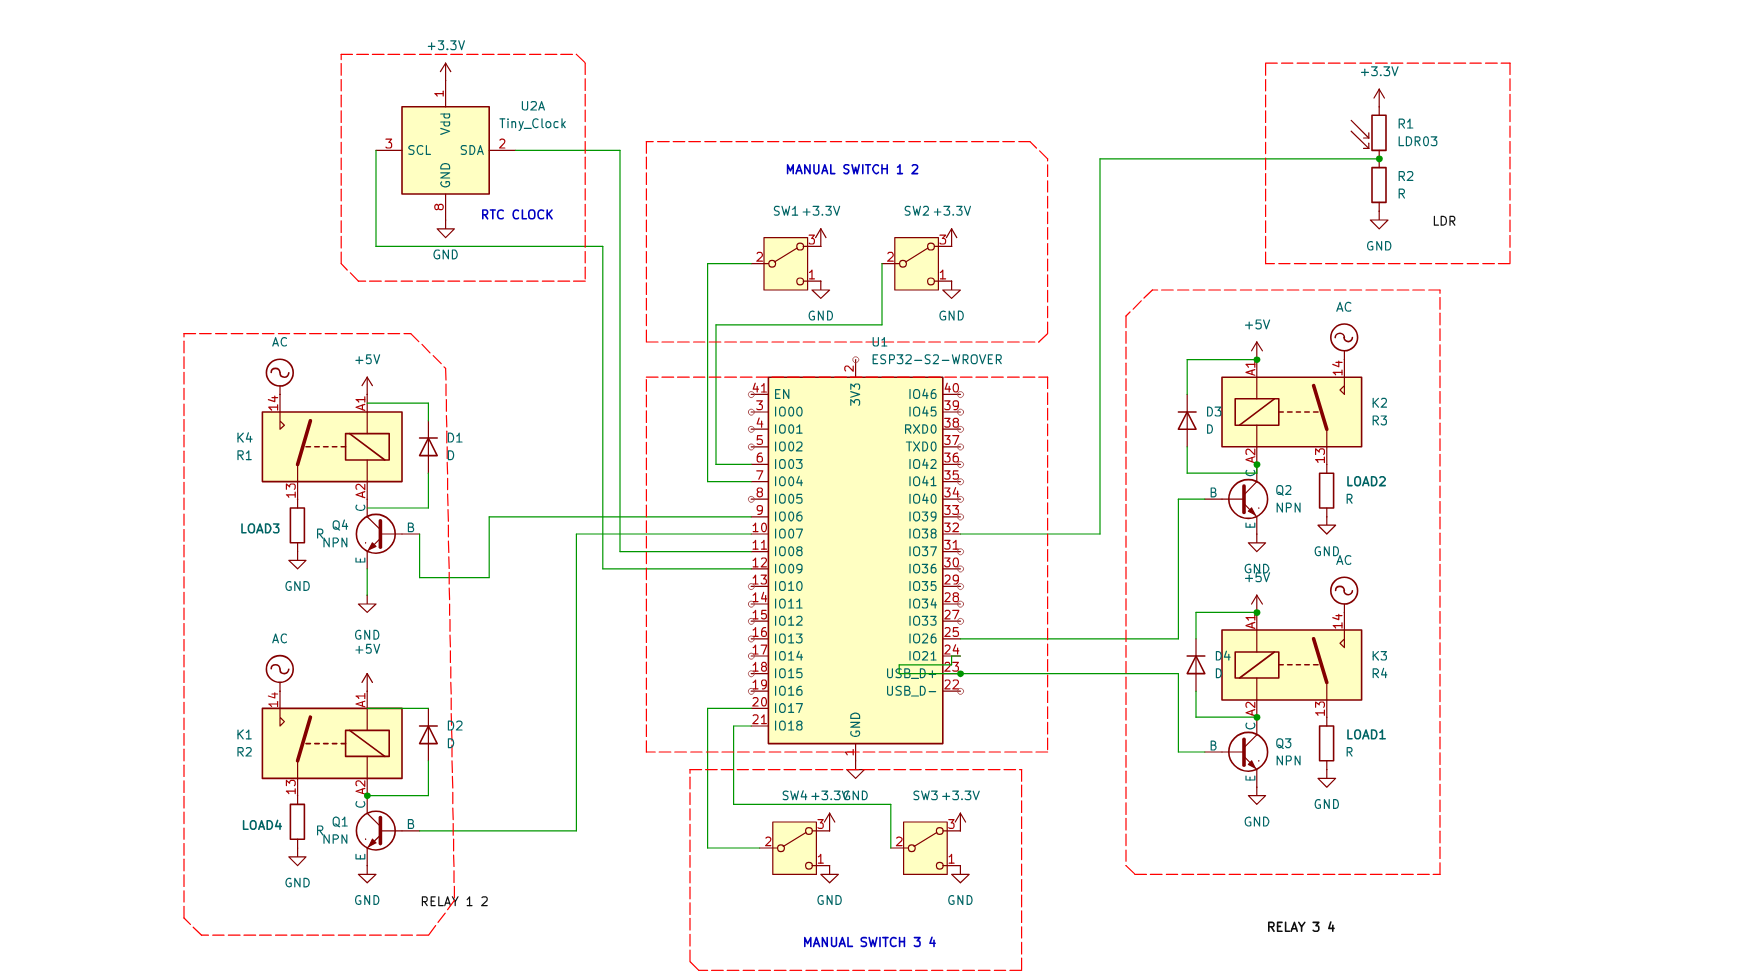 +3.3V
1
U2A
Tiny_Clock
Vdd
3
SCL
SDA
2
GND
8
RTC CLOCK
GND
MANUAL SWITCH 1 2
SW1
+3.3V
3
2
1
GND
SW2
+3.3V
3
2
1
GND
+3.3V
R1
LDR03
R2
R
LDR
GND
AC
+5V
14
A1
K4
R1
D1
D
13
A2
C
LOAD3
R
Q4
NPN
B
E
GND
GND
AC
+5V
14
A1
K1
R2
D2
D
13
A2
C
LOAD4
R
Q1
NPN
B
E
GND
GND
RELAY 1 2
U1
ESP32-S2-WROVER
2
3V3
41 EN
3 IO00
4 IO01
5 IO02
6 IO03
7 IO04
8 IO05
9 IO06
10 IO07
11 IO08
12 IO09
13 IO10
14 IO11
15 IO12
16 IO13
17 IO14
18 IO15
19 IO16
20 IO17
21 IO18
IO46 40
IO45 39
RXD0 38
TXD0 37
IO42 36
IO41 35
IO40 34
IO39 33
IO38 32
IO37 31
IO36 30
IO35 29
IO34 28
IO33 27
IO26 25
IO21 24
USB_D+ 23
USB_D- 22
GND
1
GND
SW4
+3.3V
3
2
1
GND
SW3
+3.3V
3
2
1
GND
MANUAL SWITCH 3 4
AC
+5V
14
A1
K2
R3
D3
D
13
A2
C
LOAD2
R
Q2
NPN
B
E
GND
GND
AC
+5V
14
A1
K3
R4
D4
D
13
A2
C
LOAD1
R
Q3
NPN
B
E
GND
GND
RELAY 3 4